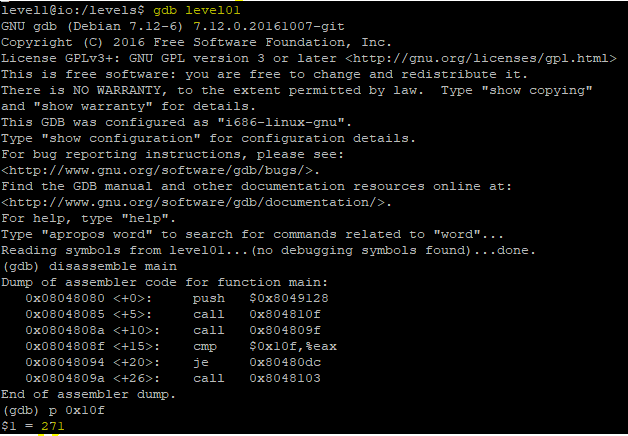 level1@io:/levels$ gdb level01
GNU gdb (Debian 7.12-6) 7.12.0.20161007-git
Copyright (C) 2016 Free Software Foundation, Inc.
License GPLv3+: GNU GPL version 3 or later <http://gnu.org/licenses/gpl.html>
This is free software: you are free to change and redistribute it.
There is NO WARRANTY, to the extent permitted by law.  Type "show copying"
and "show warranty" for details.
This GDB was configured as "i686-linux-gnu".
Type "show configuration" for configuration details.
For bug reporting instructions, please see:
<http://www.gnu.org/software/gdb/bugs/>.
Find the GDB manual and other documentation resources online at:
<http://www.gnu.org/software/gdb/documentation/>.
For help, type "help".
Type "apropos word" to search for commands related to "word"...
Reading symbols from level01...(no debugging symbols found)...done.
(gdb) disassemble main
Dump of assembler code for function main:
   0x08048080 <+0>:     push   $0x8049128
   0x08048085 <+5>:     call   0x804810f
   0x0804808a <+10>:    call   0x804809f
   0x0804808f <+15>:    cmp    $0x10f,%eax
   0x08048094 <+20>:    je     0x80480dc
   0x0804809a <+26>:    call   0x8048103
End of assembler dump.
(gdb) p 0x10f
$1 = 271